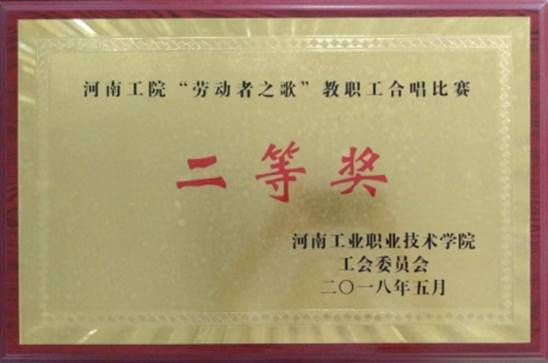 河南工院“劳动者之歌”教职工合唱比赛
二等奖
河南工业职业技术学院
工会委员会
二〇一八年五月